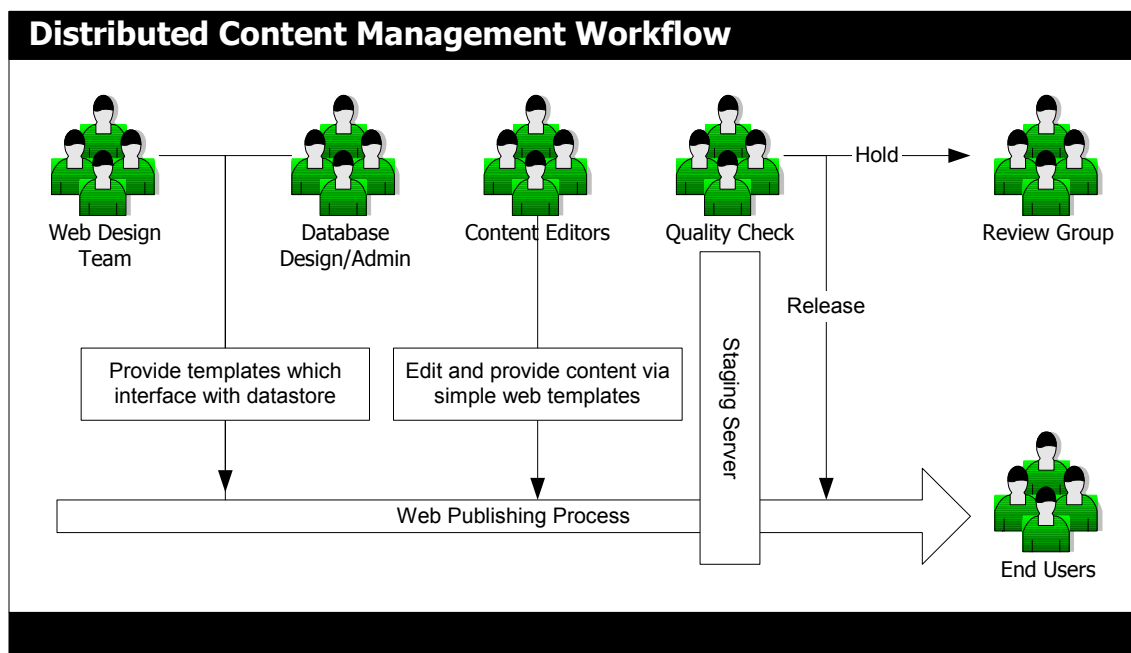 Distributed Content Management Workflow
Hold
Web Design
Team
Database
Design/Admin
Content Editors
Quality Check
Review Group
Release
Provide templates which
interface with datastore
Edit and provide content via
simple web templates
Staging Server
Web Publishing Process
End Users